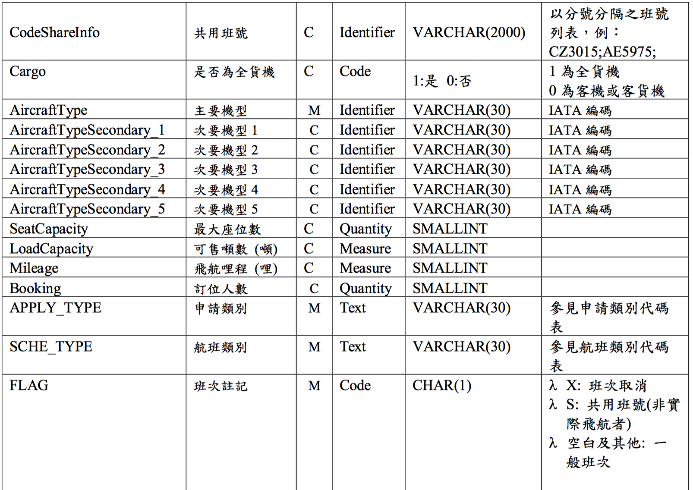 CodeShareInfo 共用班號 C Identifier VARCHAR(2000) 以分號分隔之班號
列表，例：
CZ3015;AE5975;
Cargo 是否為全貨機 C Code 1:是 0:否 1 為全貨機
0 為客機或客貨機
AircraftType 主要機型 M Identifier VARCHAR(30) IATA 編碼
AircraftTypeSecondary_1 次要機型 1 C Identifier VARCHAR(30) IATA 編碼
AircraftTypeSecondary_2 次要機型 2 C Identifier VARCHAR(30) IATA 編碼
AircraftTypeSecondary_3 次要機型 3 C Identifier VARCHAR(30) IATA 編碼
AircraftTypeSecondary_4 次要機型 4 C Identifier VARCHAR(30) IATA 編碼
AircraftTypeSecondary_5 次要機型 5 C Identifier VARCHAR(30) IATA 編碼
SeatCapacity 最大座位數 C Quantity SMALLINT
LoadCapacity 可售噸數 (噸) C Measure SMALLINT
Mileage 飛航哩程 (哩) C Measure SMALLINT
Booking 訂位人數 C Quantity SMALLINT
APPLY_TYPE 申請類別 M Text VARCHAR(30) 參見申請類別代碼
表
SCHE_TYPE 航班類別 M Text VARCHAR(30) 參見航班類別代碼
表
FLAG 班次註記 M Code CHAR(1) λ X: 班次取消
λ S: 共用班號(非實
際飛航者)
λ 空白及其他: 一
般班次